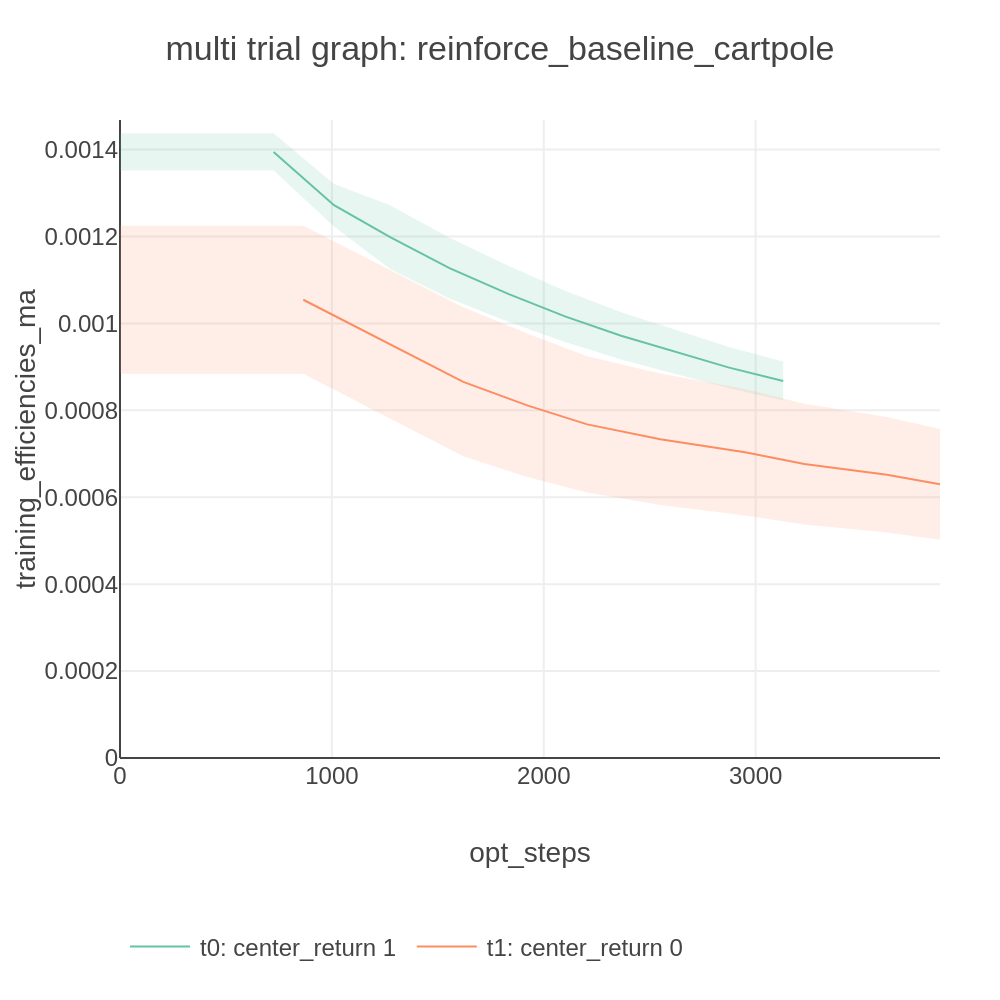 multi trial graph: reinforce_baseline_cartpole
training_efficiencies_ma
0.0014
0.0012
0.001
0.0008
0.0006
0.0004
0.0002
0
0
1000
2000
3000
opt_steps
t0: center_return 1
t1: center_return 0